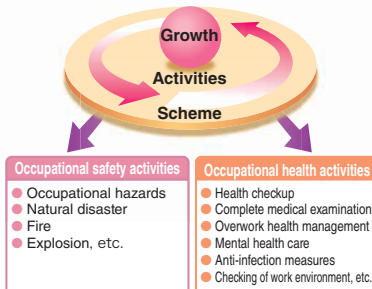 Growth
Activities
Scheme
Occupational safety activities
● Occupational hazards
● Natural disaster
● Fire
● Explosion, etc.
Occupational health activities
● Health checkup
● Complete medical examination
● Overwork health management
● Mental health care
● Anti-infection measures
● Checking of work environment, etc.